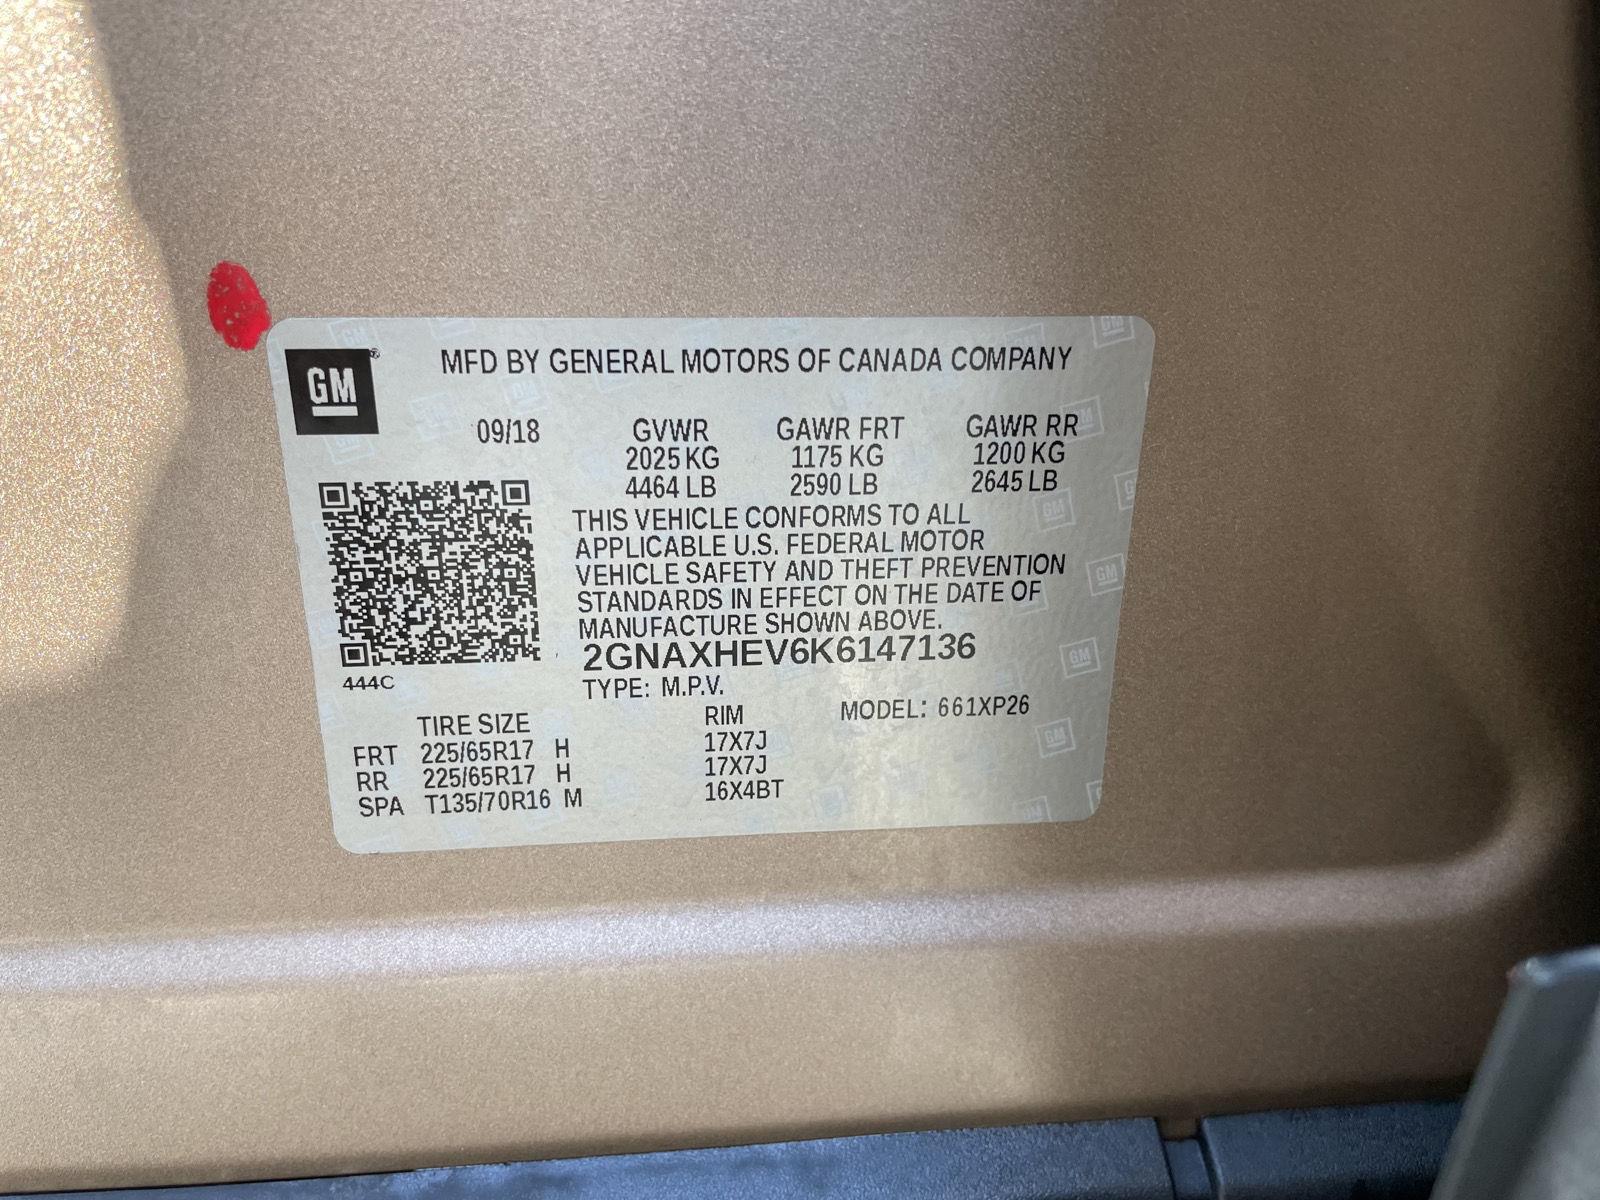 GM
MFD BY GENERAL MOTORS OF CANADA COMPANY
09/18 GVWR GAWR FRT GAWR RR
2025 KG 1175 KG 1200 KG
4464 LB 2590 LB 2645 LB
THIS VEHICLE CONFORMS TO ALL
APPLICABLE U.S. FEDERAL MOTOR
VEHICLE SAFETY AND THEFT PREVENTION
STANDARDS IN EFFECT ON THE DATE OF
MANUFACTURE SHOWN ABOVE.
2GNAXHEV6K6147136
444C
TYPE: M.P.V.
MODEL: 661XP26
TIRE SIZE RIM
FRT 225/65R17 H 17X7J
RR 225/65R17 H 17X7J
SPA T135/70R16 M 16X4BT